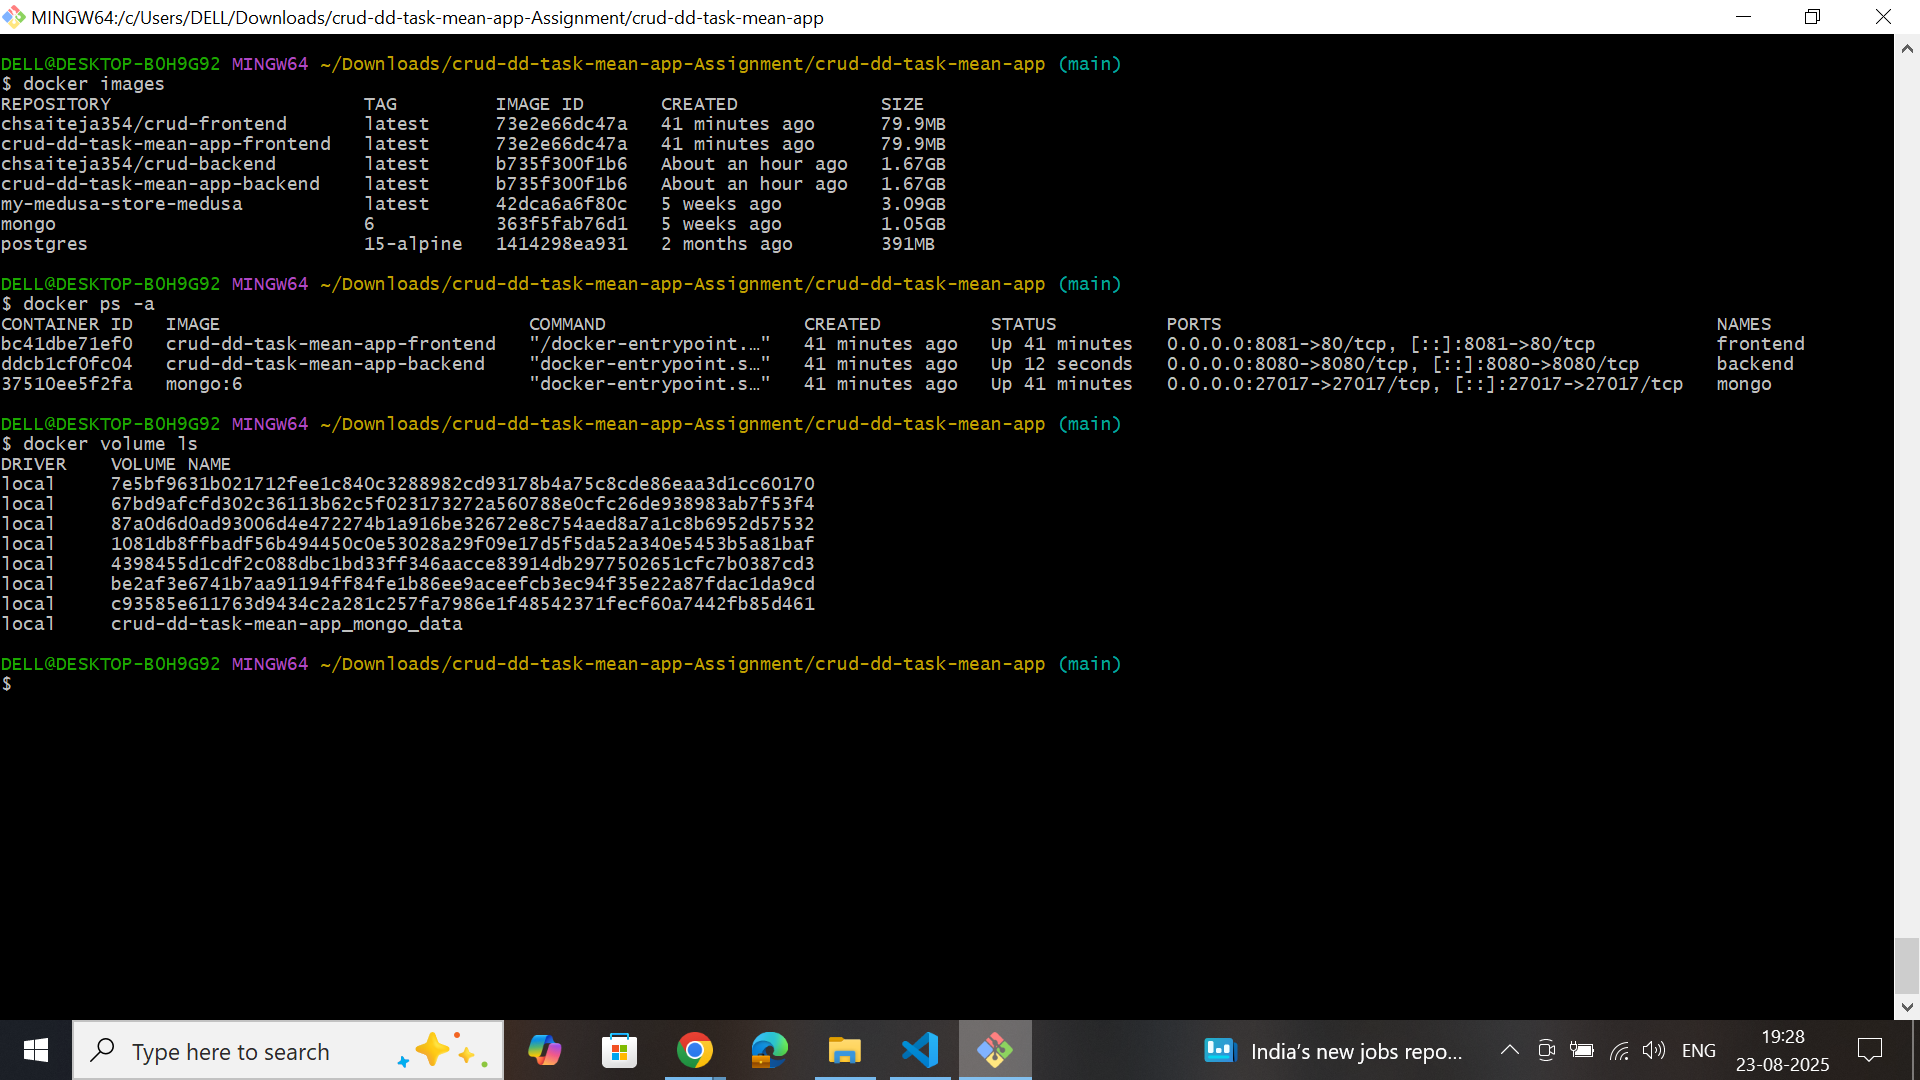 MINGW64:/c/Users/DELL/Downloads/crud-dd-task-mean-app-Assignment/crud-dd-task-mean-app
DELL@DESKTOP-B0H9G92 MINGW64 ~/Downloads/crud-dd-task-mean-app-Assignment/crud-dd-task-mean-app (main)
$ docker images
REPOSITORY TAG IMAGE ID CREATED SIZE
chsaiteja354/crud-frontend latest 73e2e66dc47a 41 minutes ago 79.9MB
crud-dd-task-mean-app-frontend latest 73e2e66dc47a 41 minutes ago 79.9MB
chsaiteja354/crud-backend latest b735f300f1b6 About an hour ago 1.67GB
crud-dd-task-mean-app-backend latest b735f300f1b6 About an hour ago 1.67GB
my-medusa-store-medusa latest 42dca6a6f80c 5 weeks ago 3.09GB
mongo 6 363f5fab76d1 5 weeks ago 1.05GB
postgres 15-alpine 1414298ea931 2 months ago 391MB
DELL@DESKTOP-B0H9G92 MINGW64 ~/Downloads/crud-dd-task-mean-app-Assignment/crud-dd-task-mean-app (main)
$ docker ps -a
CONTAINER ID IMAGE COMMAND CREATED STATUS PORTS NAMES
bc41dbe71ef0 crud-dd-task-mean-app-frontend "/docker-entrypoint.…" 41 minutes ago Up 41 minutes 0.0.0.0:8081->80/tcp, [::]:8081->80/tcp frontend
ddcb1cf0fc04 crud-dd-task-mean-app-backend "docker-entrypoint.s…" 41 minutes ago Up 12 seconds 0.0.0.0:8080->8080/tcp, [::]:8080->8080/tcp backend
37510ee5f2fa mongo:6 "docker-entrypoint.s…" 41 minutes ago Up 41 minutes 0.0.0.0:27017->27017/tcp, [::]:27017->27017/tcp mongo
DELL@DESKTOP-B0H9G92 MINGW64 ~/Downloads/crud-dd-task-mean-app-Assignment/crud-dd-task-mean-app (main)
$ docker volume ls
DRIVER VOLUME NAME
local 7e5bf9631b021712fee1c840c3288982cd93178b4a75c8cde86eaa3d1cc60170
local 67bd9afcfd302c36113b62c5f023173272a560788e0cfc26de938983ab7f53f4
local 87a0d6d0ad93006d4e472274b1a916be32672e8c754aed8a7a1c8b6952d57532
local 1081db8ffbadf56b494450c0e53028a29f09e17d5f5da52a340e5453b5a81baf
local 4398455d1cdf2c088dbc1bd33ff346aacce83914db2977502651cfc7b0387cd3
local be2af3e6741b7aa91194ff84fe1b86ee9aceefcb3ec94f35e22a87fdac1da9cd
local c93585e611763d9434c2a281c257fa7986e1f48542371fecf60a7442fb85d461
local crud-dd-task-mean-app_mongo_data
DELL@DESKTOP-B0H9G92 MINGW64 ~/Downloads/crud-dd-task-mean-app-Assignment/crud-dd-task-mean-app (main)
$
Type here to search
India's new jobs repo...
ENG
19:28
23-08-2025